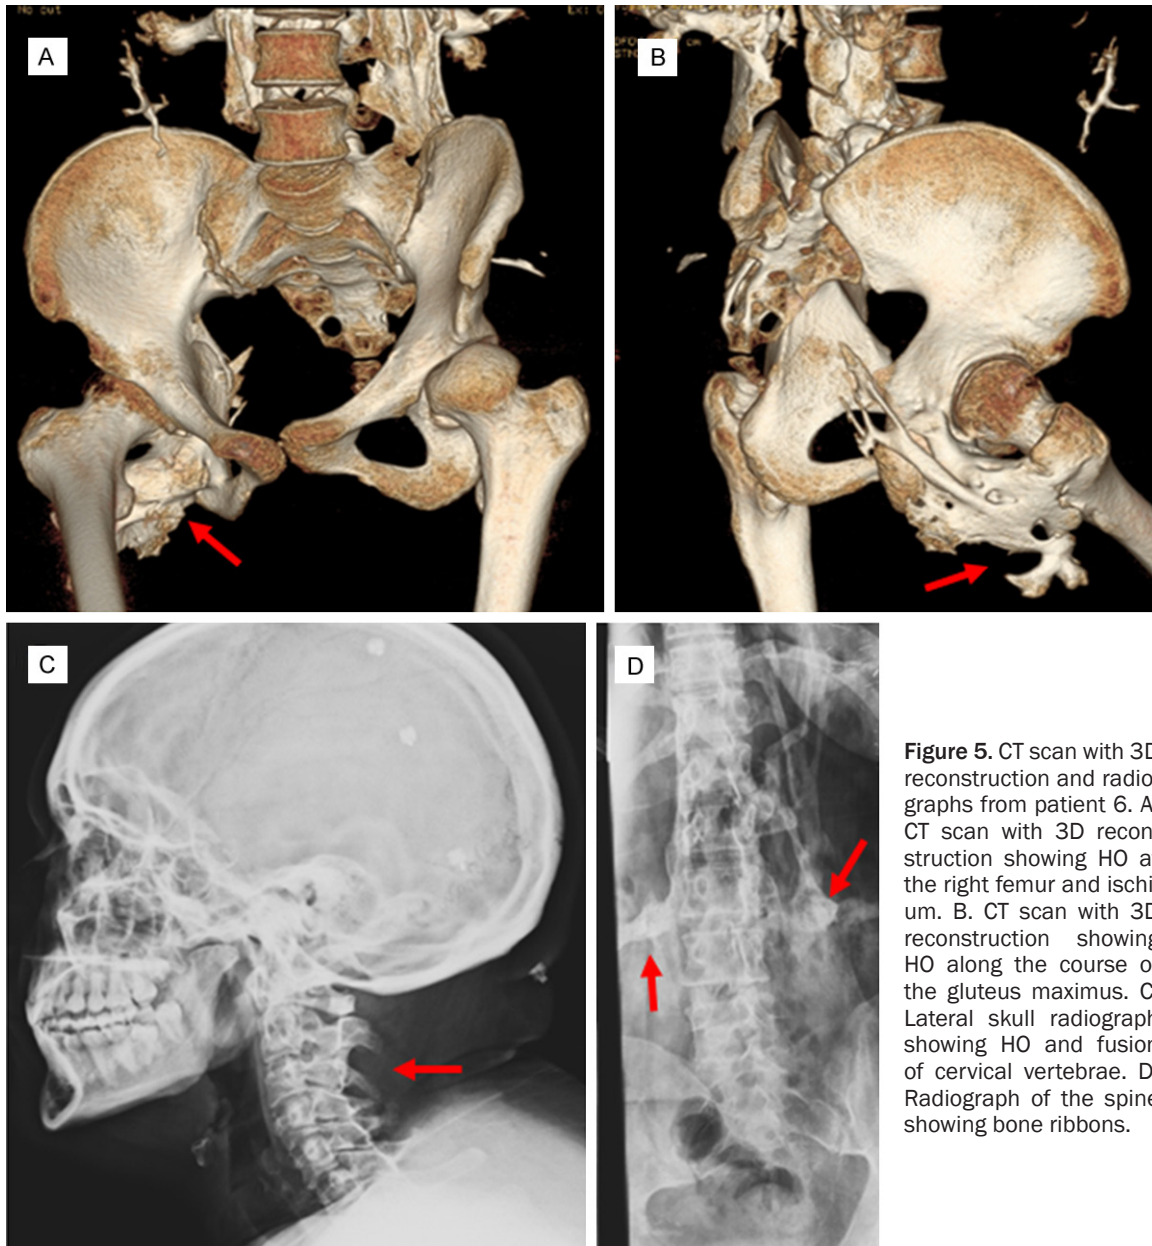 No cut
A
B
C
D
Figure 5. CT scan with 3D
reconstruction and radio-
graphs from patient 6. A.
CT scan with 3D recon-
struction showing HO a
the right femur and ischi-
um. B. CT scan with 3D
reconstruction showing
HO along the course o
the gluteus maximus. C.
Lateral skull radiograph
showing HO and fusion
of cervical vertebrae. D.
Radiograph of the spine
showing bone ribbons.